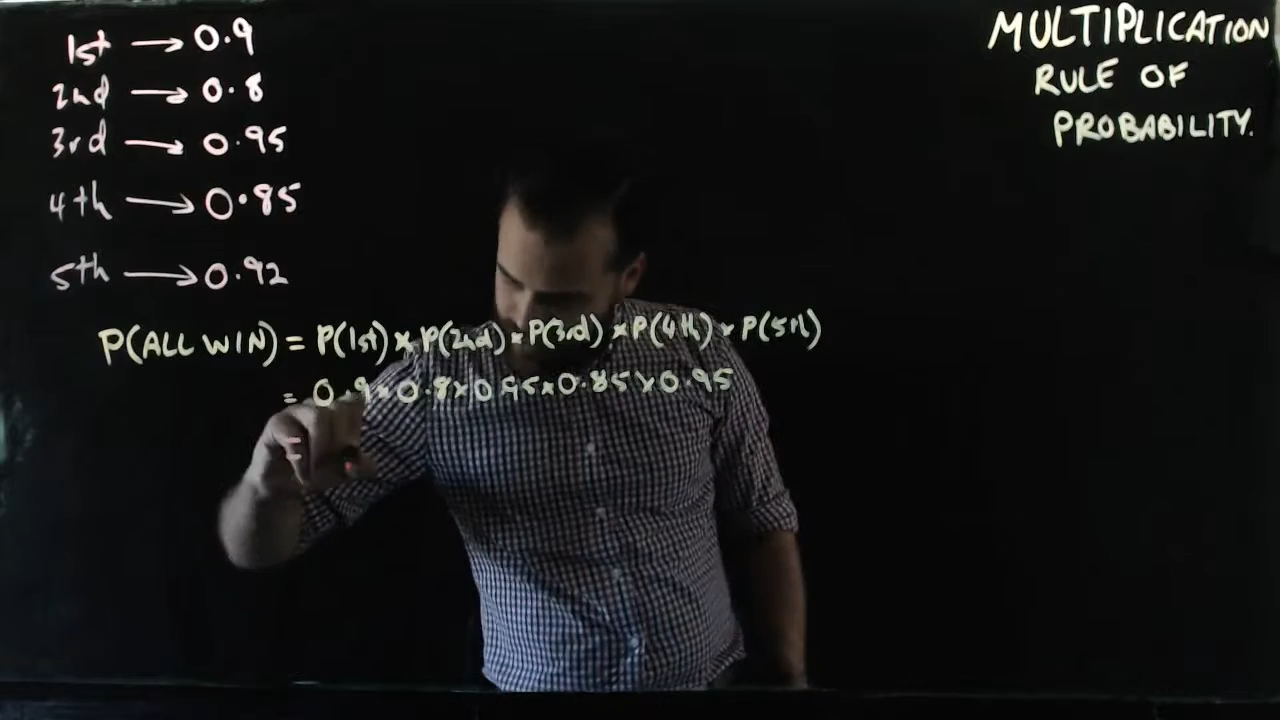 1st → 0.9
2nd → 0.8
3rd → 0.95
4th → 0.85
5th → 0.92
MULTIPLICATION
RULE OF
PROBABILITY.
P(ALL WIN) = P(1st) × P(2nd) × P(3rd) × P(4th) × P(5th)
= 0.9 × 0.8 × 0.95 × 0.85 × 0.95
=